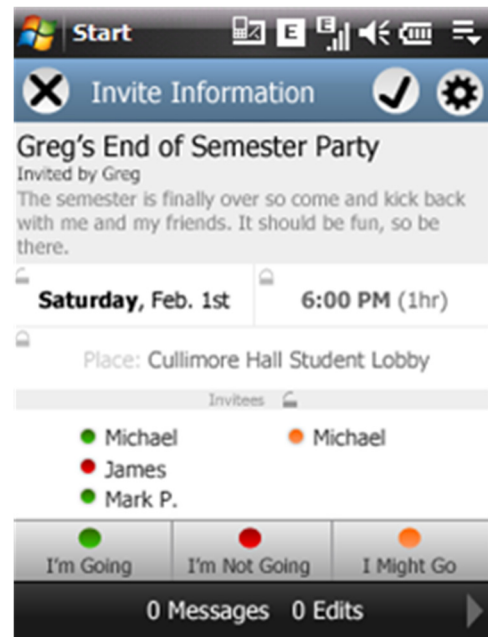 Start E E
Invite Information
Greg's End of Semester Party
Invited by Greg
The semester is finally over so come and kick back
with me and my friends. It should be fun, so be
there.
Saturday, Feb. 1st 6:00 PM (1hr)
Place: Cullimore Hall Student Lobby
Invitees
Michael Michael
James
Mark P.
I'm Going I'm Not Going I Might Go
0 Messages 0 Edits